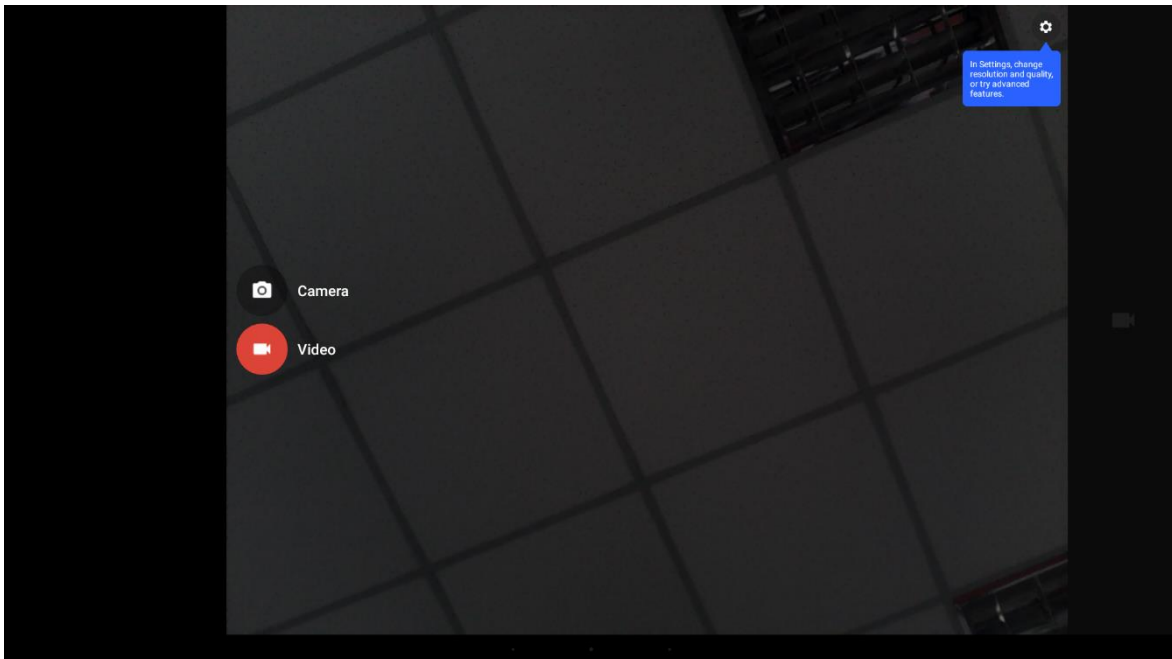 In Settings, change
resolution and quality,
or try advanced
features.
Camera
Video